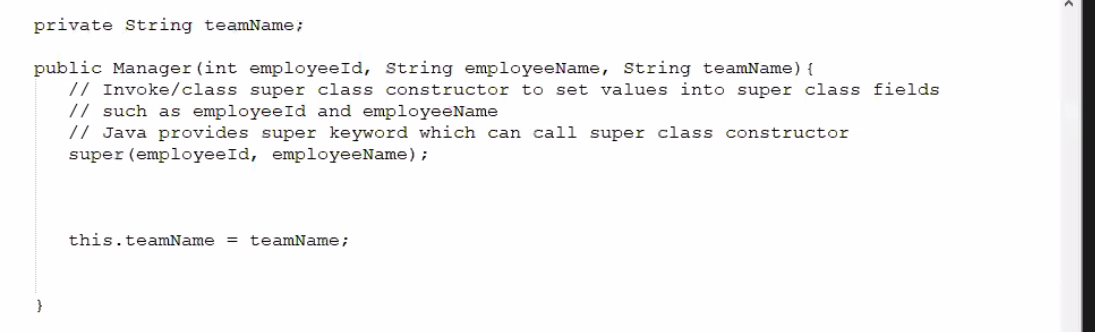 private String teamName;
public Manager(int employeeId, String employeeName, String teamName){
// Invoke/class super class constructor to set values into super class fields
// such as employeeId and employeeName
// Java provides super keyword which can call super class constructor
super(employeeId, employeeName);
this.teamName = teamName;
}